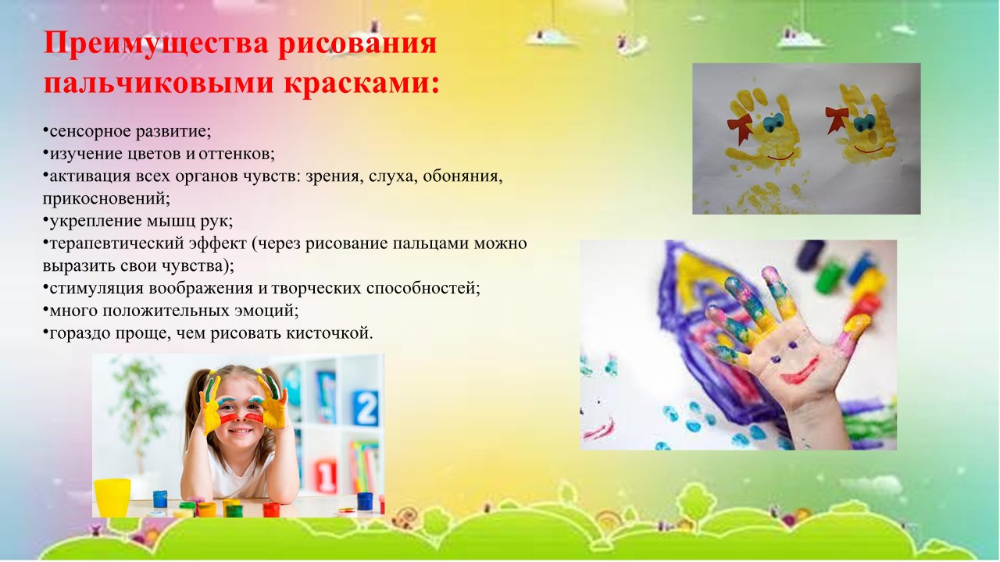 Преимущества рисования
пальчиковыми красками:
•сенсорное развитие;
•изучение цветов и оттенков;
•активация всех органов чувств: зрения, слуха, обоняния,
прикосновений;
•укрепление мышц рук;
•терапевтический эффект (через рисование пальцами можно
выразить свои чувства);
•стимуляция воображения и творческих способностей;
•много положительных эмоций;
•гораздо проще, чем рисовать кисточкой.
2
1